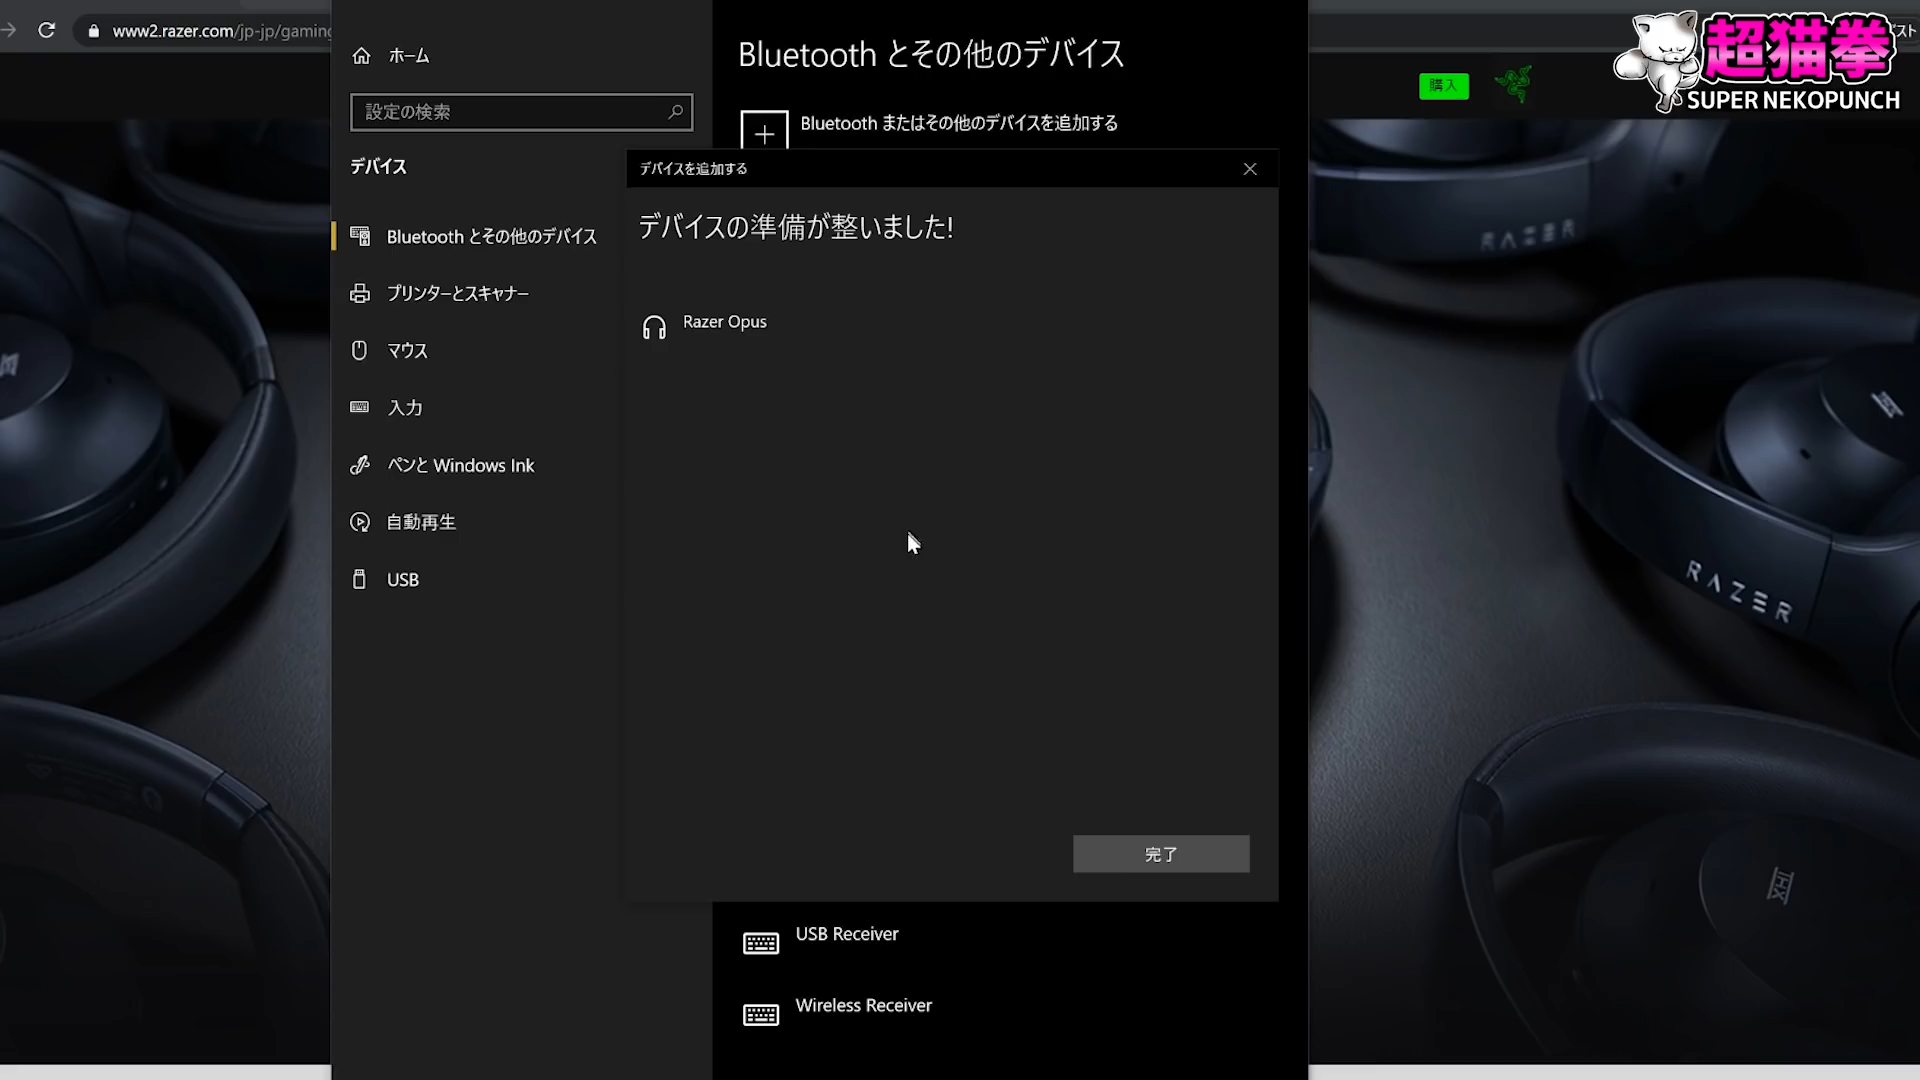 www2.razer.com/jp-jp/gaming
スト
購入
超猫拳
SUPER NEKOPUNCH
ホーム
設定の検索
デバイス
Bluetooth とその他のデバイス
プリンターとスキャナー
マウス
入力
ペンと Windows Ink
自動再生
USB
Bluetooth とその他のデバイス
Bluetooth またはその他のデバイスを追加する
デバイスを追加する
デバイスの準備が整いました!
Razer Opus
完了
USB Receiver
Wireless Receiver
RAZER
RAZER
THX